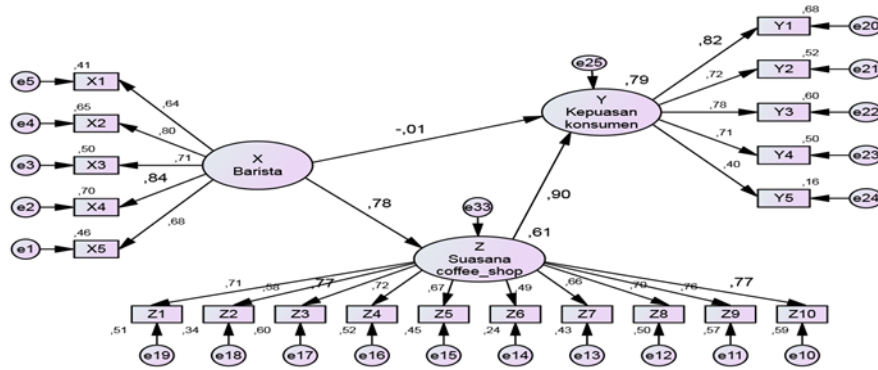 ,41
e5
X1
,64
,65
e4
X2
,80
,50
e3
X3
,71
,70
e2
X4
,84
,46
e1
X5
,68
X
Barista
-,01
,78
e25
,79
Y
Kepuasan
konsumen
,90
e33
,61
Z
Suasana
coffee_shop
,82
,68
Y1
e20
,72
,52
Y2
e21
,78
,60
Y3
e22
,71
,50
Y4
e23
,40
,16
Y5
e24
,71
,58
,77
,72
,67
,49
,66
,70
,76
,77
Z1
Z2
Z3
Z4
Z5
Z6
Z7
Z8
Z9
Z10
,51
,34
,60
,52
,45
,24
,43
,50
,57
,59
e19
e18
e17
e16
e15
e14
e13
e12
e11
e10